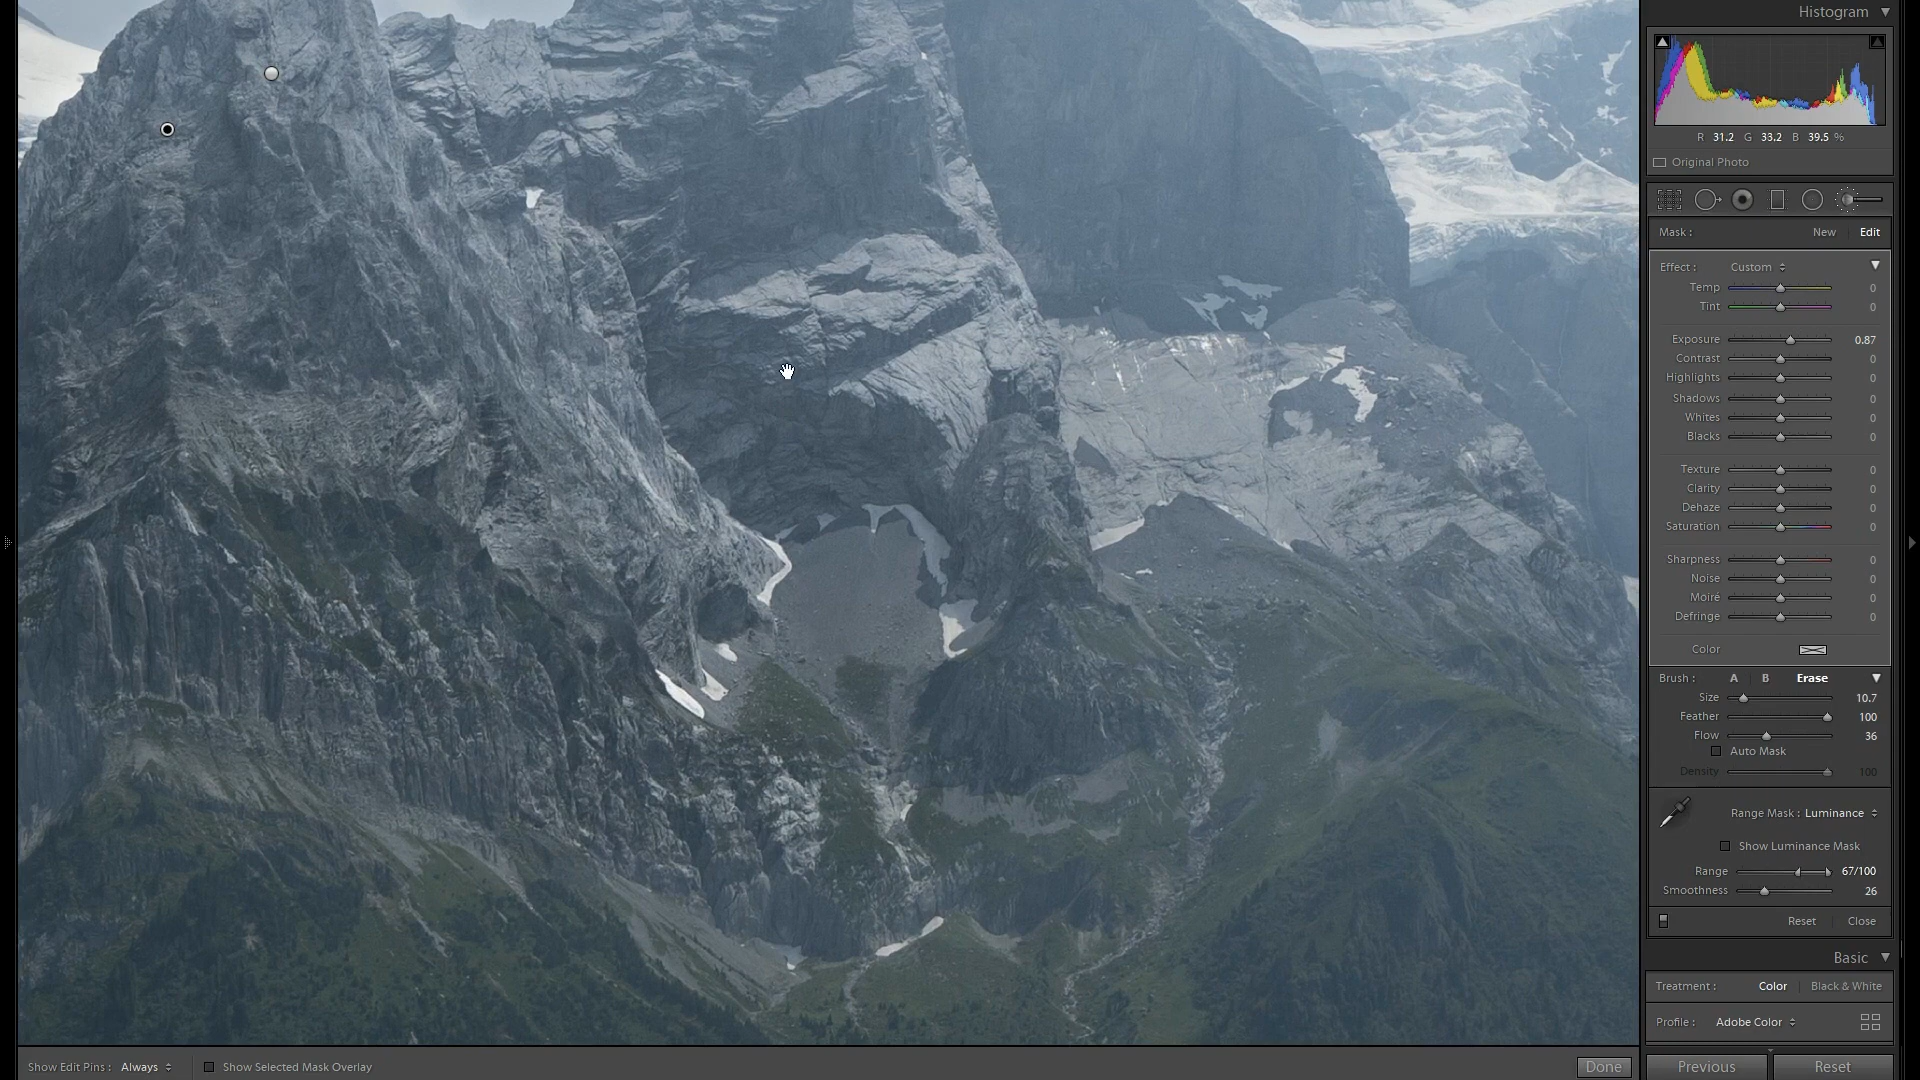 Histogram
R 31.2 G 33.2 B 39.5 %
Original Photo
Mask : New Edit
Effect : Custom
Temp 0
Tint 0
Exposure 0.87
Contrast 0
Highlights 0
Shadows 0
Whites 0
Blacks 0
Texture 0
Clarity 0
Dehaze 0
Saturation 0
Sharpness 0
Noise 0
Moiré 0
Defringe 0
Color
Brush : A B Erase
Size 10.7
Feather 100
Flow 36
Auto Mask
Density 100
Range Mask : Luminance
Show Luminance Mask
Range 67/100
Smoothness 26
Reset Close
Basic
Treatment : Color Black & White
Profile : Adobe Color
Show Edit Pins : Always Show Selected Mask Overlay Done Previous Reset